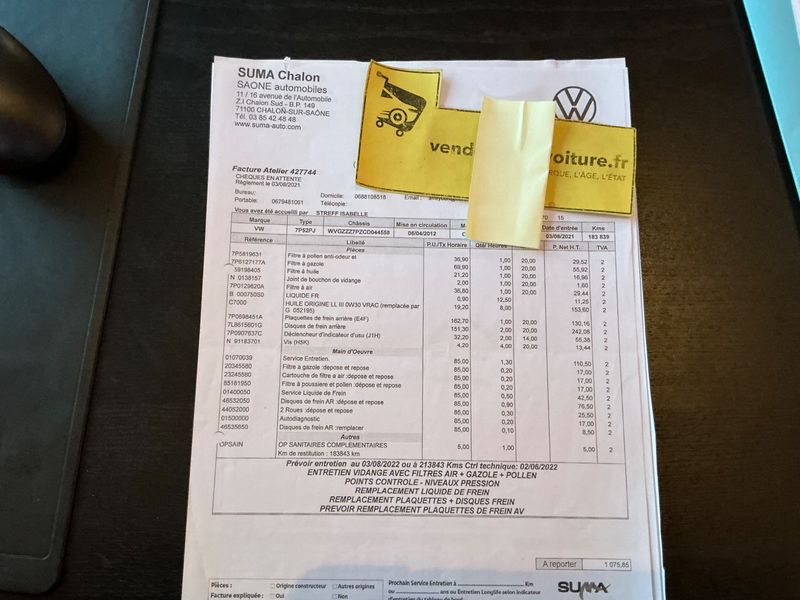 SUMA Chalon
SAONE automobiles
11 / 16 avenue de l'Automobile
Z.I Chalon Sud - B.P. 149
71100 CHALON-SUR-SAÔNE
Tél. 03 85 42 48 48
www.suma-auto.com
vend oiture.fr
RQUE, L'ÂGE, L'ÉTAT
Facture Atelier 427744
CHEQUES EN ATTENTE
Règlement le 03/08/2021
Bureau: Domicile: 0688108518 Email :
Portable: 0679481061 Télécopie:
Vous avez été accueilli par STREFF ISABELLE 70 15
Marque Type Châssis Mise en circulation M Date d'entrée Kms
VW 7P52PJ WVGZZZ7PZCD044558 06/04/2012 C 03/08/2021 183 839
Référence Libellé P.U./Tx Horaire Qté/ Heures P. Net H.T. TVA
Pièces
7P5819631 Filtre à pollen anti-odeur et 36,90 1,00 20,00 29,52 2
7P6127177A Filtre à gazole 69,90 1,00 20,00 55,92 2
59198405 Filtre à huile 21,20 1,00 20,00 16,96 2
N 0138157 Joint de bouchon de vidange 2,00 1,00 20,00 1,60 2
7P0129620A Filtre à air 36,80 1,00 20,00 29,44 2
B 000750S0 LIQUIDE FR 0,90 12,50 11,25 2
C7000 HUILE ORIGINE LL III 0W30 VRAC (remplacée par 19,20 8,00 153,60 2
G 052195)
7P0698451A Plaquettes de frein arrière (E4F) 162,70 1,00 20,00 130,16 2
7L8615601G Disques de frein arrière 151,30 2,00 20,00 242,08 2
7P0907637C Déclencheur d'indicateur d'usu (J1H) 32,20 2,00 14,00 55,38 2
N 91183701 Vis (H5K) 4,20 4,00 20,00 13,44 2
Main d'Oeuvre
01070039 Service Entretien. 85,00 1,30 110,50 2
20345580 Filtre a gazole :depose et repose 85,00 0,20 17,00 2
23245580 Cartouche de filtre a air :depose et repose 85,00 0,20 17,00 2
85181950 Filtre à poussiere et pollen :dépose et repose 85,00 0,20 17,00 2
01400050 Service Liquide de Frein 85,00 0,50 42,50 2
46532050 Disques de frein AR :dépose et repose 85,00 0,90 76,50 2
44052000 2 Roues :dépose et repose 85,00 0,30 25,50 2
01500000 Autodiagnostic 85,00 0,20 17,00 2
46535650 Disques de frein AR :remplacer 85,00 0,10 8,50 2
Autres
OPSAIN OP SANITAIRES COMPLEMENTAIRES 5,00 1,00 5,00 2
Km de restitution : 183843 km
Prévoir entretien au 03/08/2022 ou à 213843 Kms Ctrl technique: 02/06/2022
ENTRETIEN VIDANGE AVEC FILTRES AIR + GAZOLE + POLLEN
POINTS CONTROLE - NIVEAUX PRESSION
REMPLACEMENT LIQUIDE DE FREIN
REMPLACEMENT PLAQUETTES + DISQUES FREIN
PREVOIR REMPLACEMENT PLAQUETTES DE FREIN AV
A reporter 1 075,85
Pièces : Origine constructeur Autres origines Prochain Service Entretien à Km
Facture expliquée : Oui Non ou ans ou Entretien Longlife selon indicateur
d'entretien du tableau de bord
SUMA